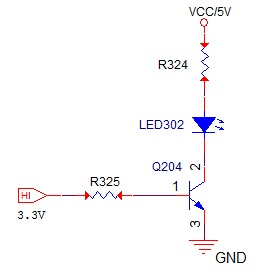 VCC/5V
R324
LED302
Q204
2
R325
1
HI
3.3V
3
GND